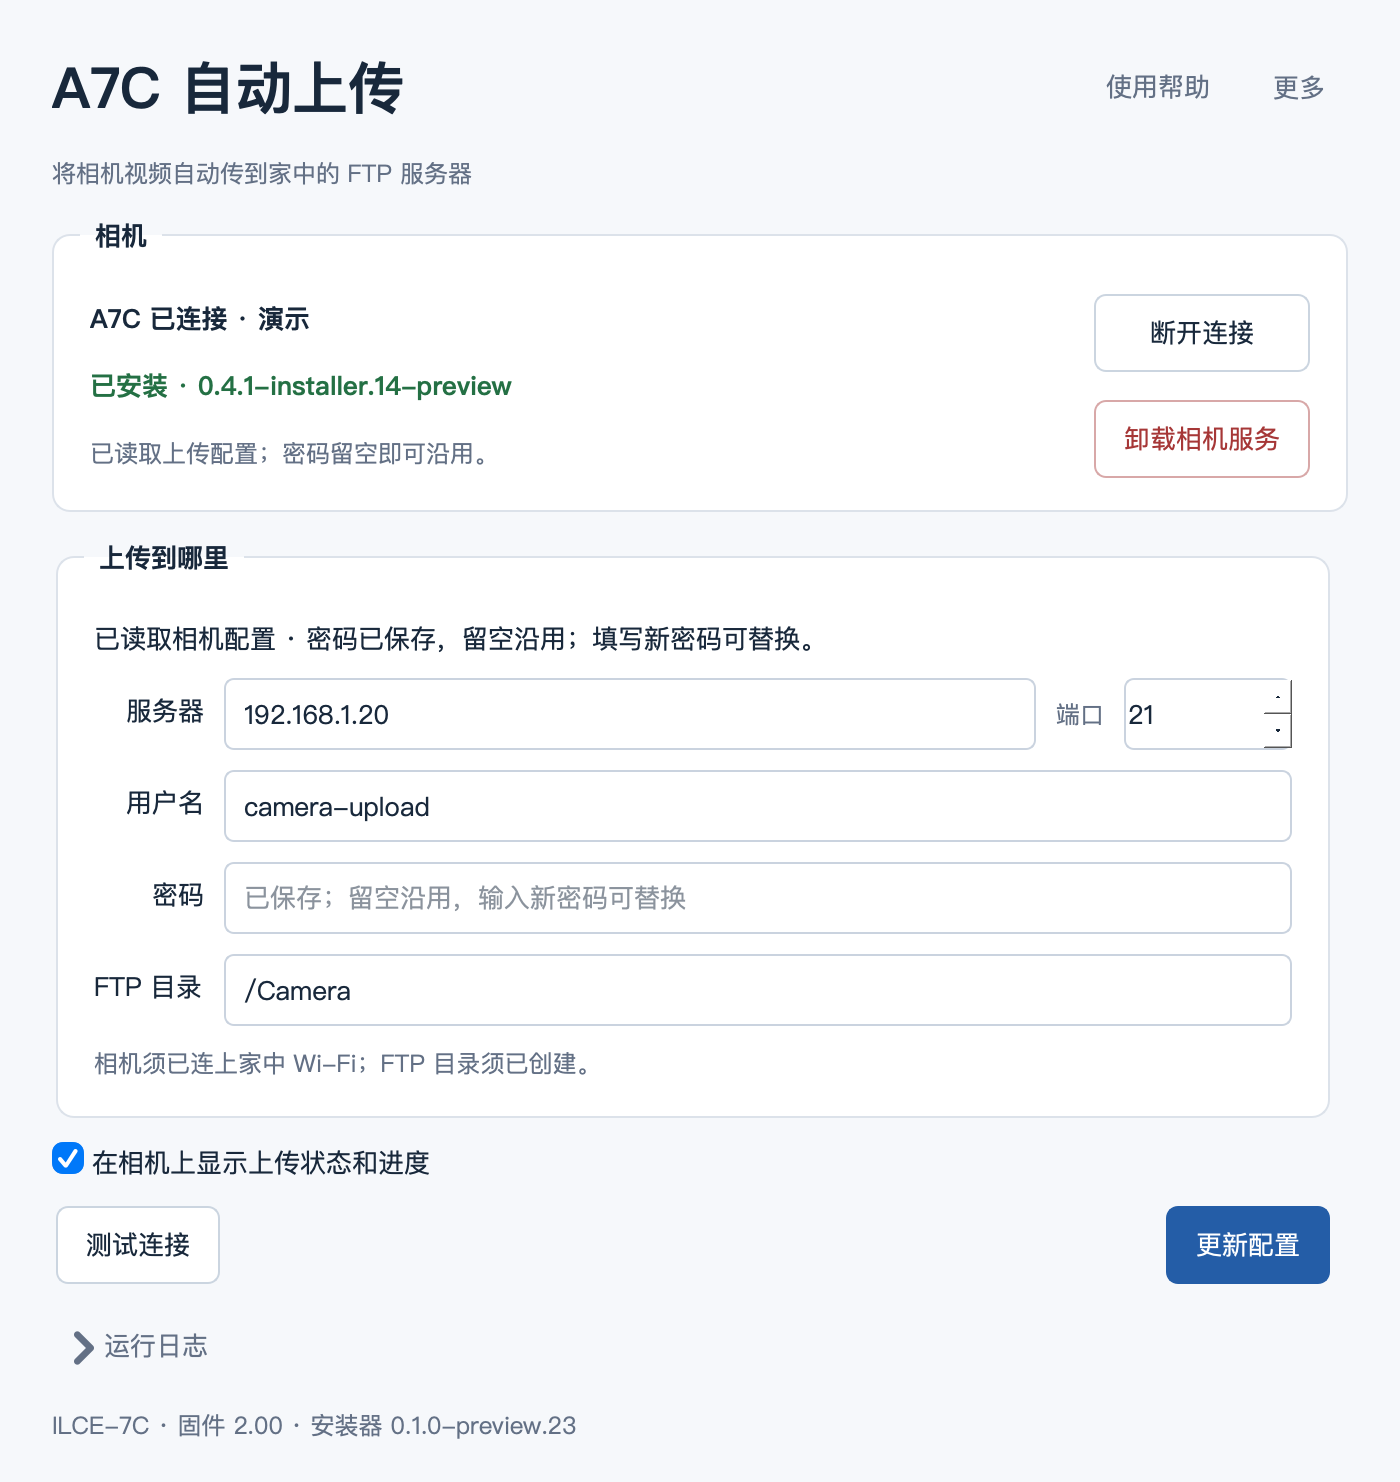 A7C 自动上传
使用帮助
更多
将相机视频自动传到家中的 FTP 服务器
相机
A7C 已连接 · 演示
断开连接
已安装 · 0.4.1-installer.14-preview
卸载相机服务
已读取上传配置；密码留空即可沿用。
上传到哪里
已读取相机配置 · 密码已保存，留空沿用；填写新密码可替换。
服务器 192.168.1.20 端口 21
用户名 camera-upload
密码 已保存；留空沿用，输入新密码可替换
FTP 目录 /Camera
相机须已连上家中 Wi-Fi；FTP 目录须已创建。
在相机上显示上传状态和进度
测试连接
更新配置
运行日志
ILCE-7C · 固件 2.00 · 安装器 0.1.0-preview.23